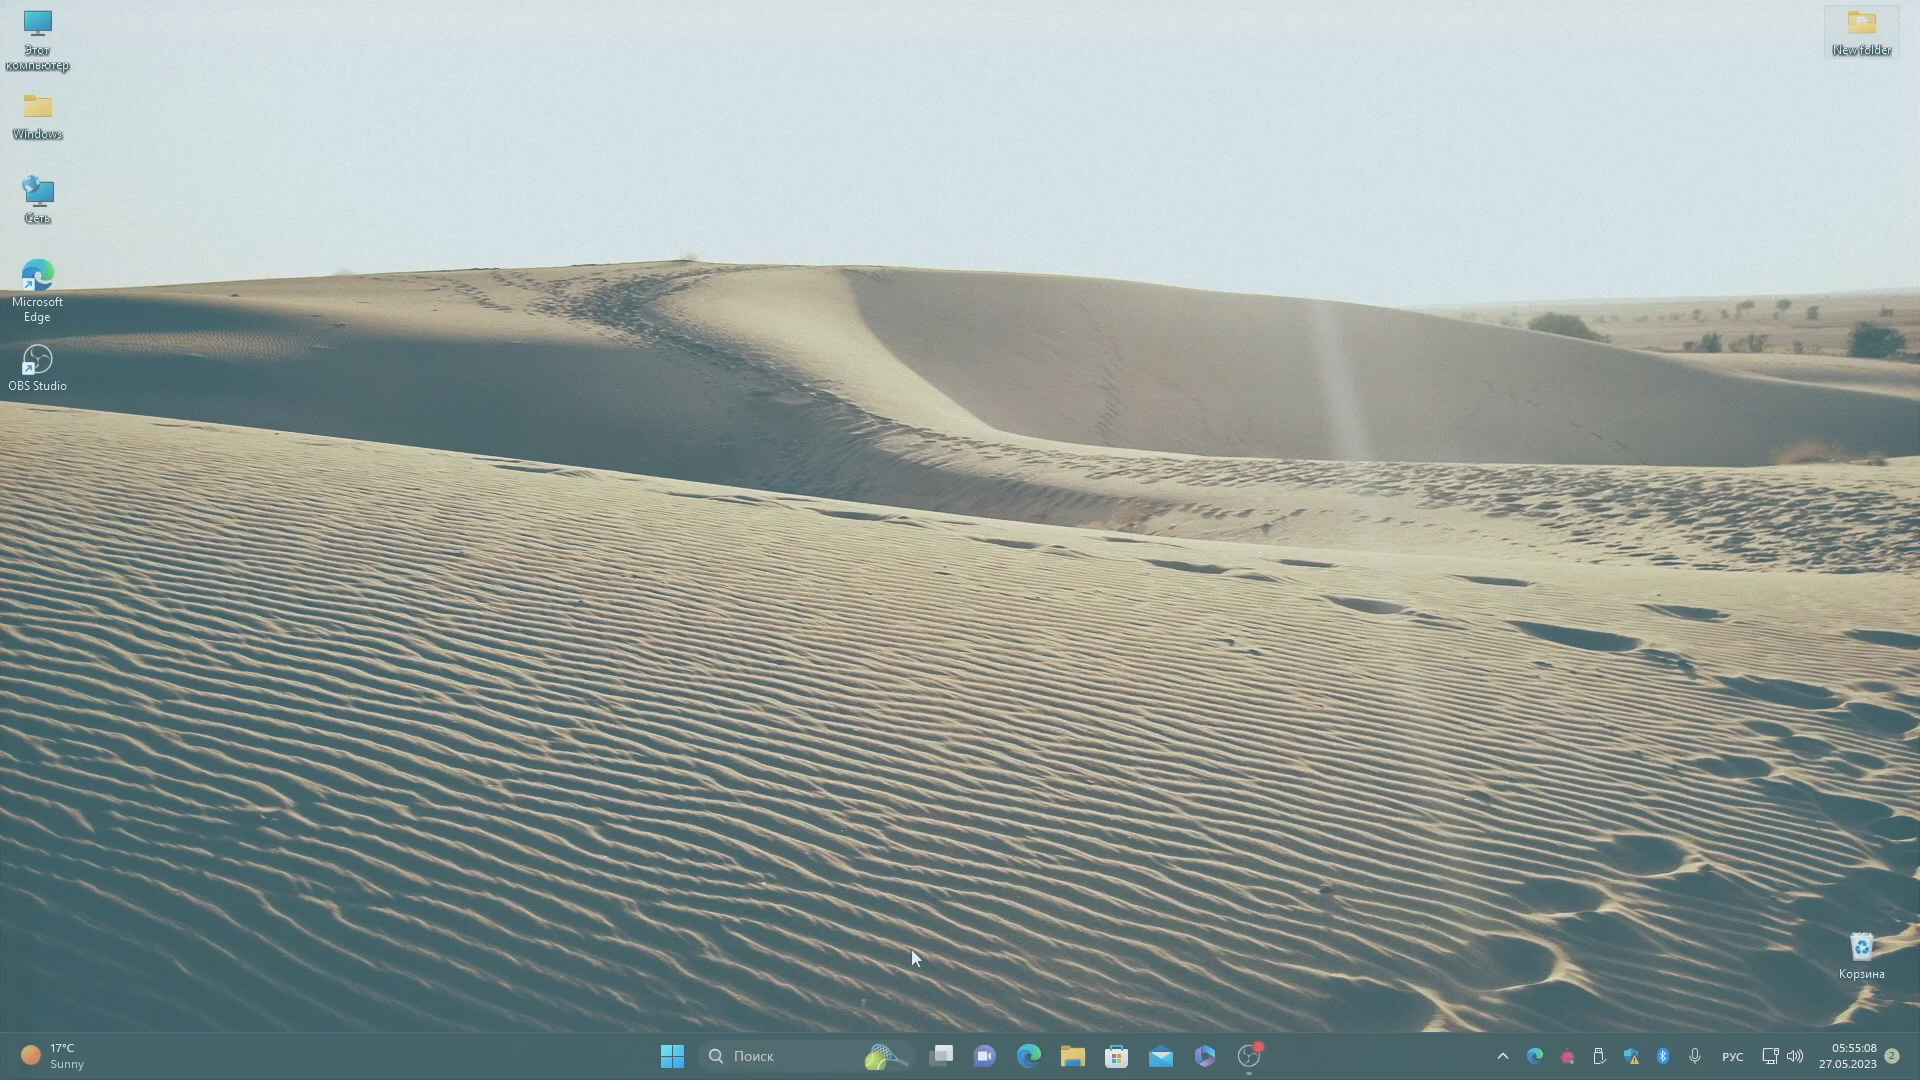 Этот
компьютер
Windows
Сеть
Microsoft
Edge
OBS Studio
New folder
Корзина
17°C
Sunny
Поиск
РУС
05:55:08
27.05.2023
2